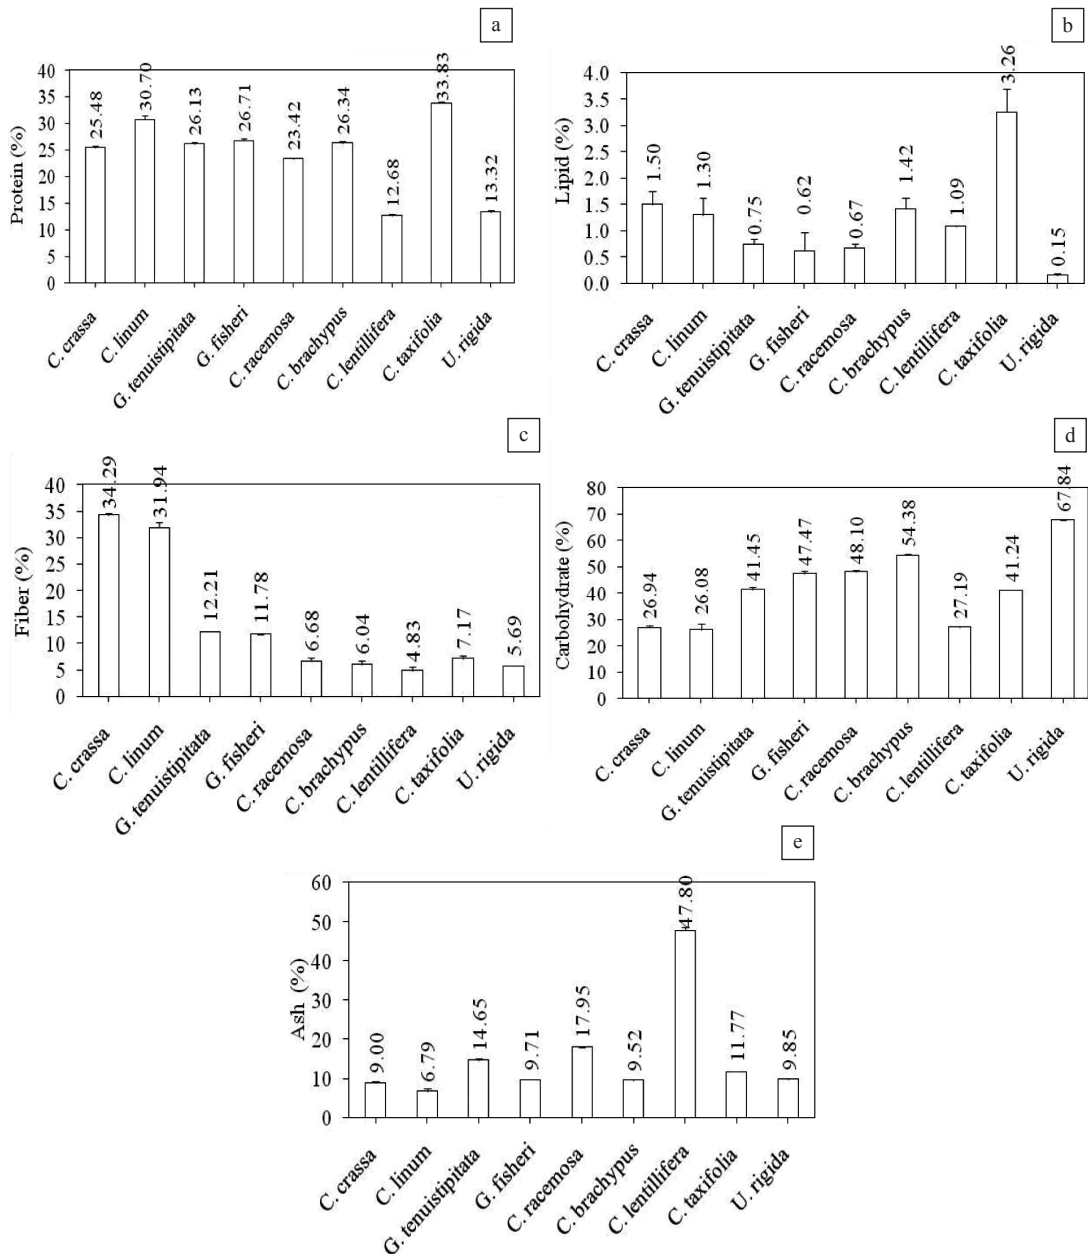 a
Protein (%)
40
35
30
25
20
15
10
5
0
25.48
30.70
26.13
26.71
23.42
26.34
12.68
33.83
13.32
C. crassa
C. linum
G. tenuistipitata
G. fisheri
C. racemosa
C. brachypus
C. lentillifera
C. taxifolia
U. rigida
b
Lipid (%)
4.0
3.5
3.0
2.5
2.0
1.5
1.0
0.5
0.0
1.50
1.30
0.75
0.62
0.67
1.42
1.09
3.26
0.15
C. crassa
C. linum
G. tenuistipitata
G. fisheri
C. racemosa
C. brachypus
C. lentilliifera
C. taxifolia
U. rigida
c
Fiber (%)
40
35
30
25
20
15
10
5
0
34.29
31.94
12.21
11.78
6.68
6.04
4.83
7.17
5.69
C. crassa
C. linum
G. tenuistipitata
G. fisheri
C. racemosa
C. brachypus
C. lentillifera
C. taxifolia
U. rigida
d
Carbohydrate (%)
80
70
60
50
40
30
20
10
0
26.94
26.08
41.45
47.47
48.10
54.38
27.19
41.24
67.84
C. crassa
C. linum
G. tenuistipitata
G. fisheri
C. racemosa
C. brachypus
C. lentillifera
C. taxifolia
U. rigida
e
Ash (%)
60
50
40
30
20
10
0
9.00
6.79
14.65
9.71
17.95
9.52
47.80
11.77
9.85
C. crassa
C. linum
G. tenuistipitata
G. fisheri
C. racemosa
C. brachypus
C. lentillifera
C. taxifolia
U. rigida